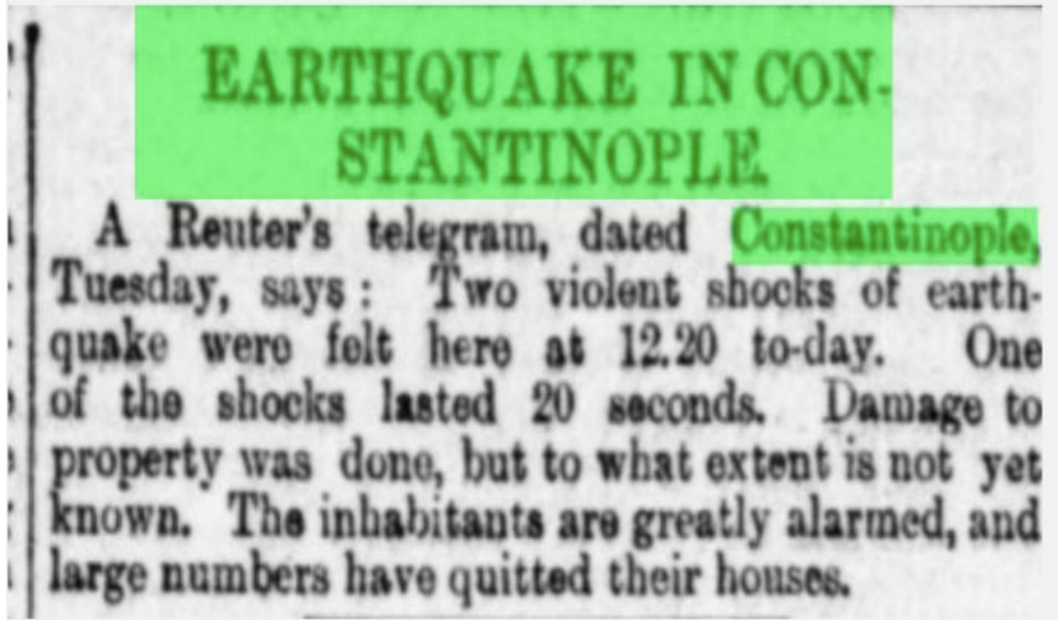 EARTHQUAKE IN CON-
STANTINOPLE
A Reuter's telegram, dated Constantinople,
Tuesday, says: Two violent shocks of earth-
quake were felt here at 12.20 to-day. One
of the shocks lasted 20 seconds. Damage to
property was done, but to what extent is not yet
known. The inhabitants are greatly alarmed, and
large numbers have quitted their houses.